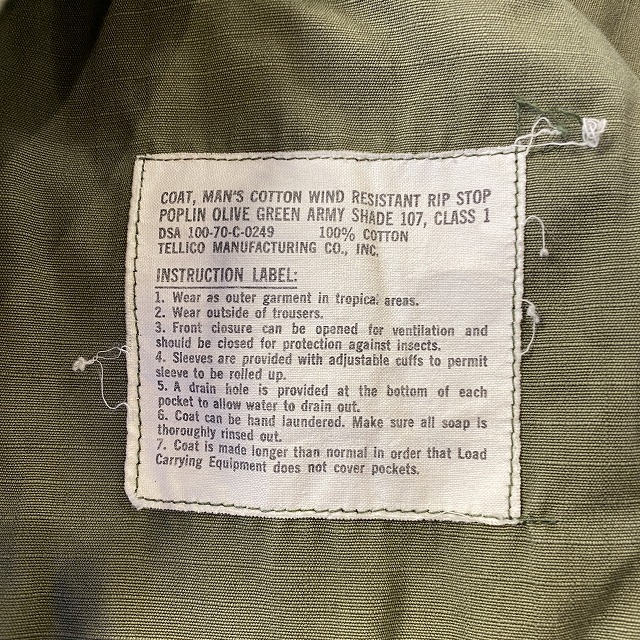 COAT, MAN'S COTTON WIND RESISTANT RIP STOP
POPLIN OLIVE GREEN ARMY SHADE 107, CLASS 1
DSA 100-70-C-0249 100% COTTON
TELLICO MANUFACTURING CO., INC.
INSTRUCTION LABEL:
1. Wear as outer garment in tropical areas.
2. Wear outside of trousers.
3. Front closure can be opened for ventilation and
should be closed for protection against insects.
4. Sleeves are provided with adjustable cuffs to permit
sleeve to be rolled up.
5. A drain hole is provided at the bottom of each
pocket to allow water to drain out.
6. Coat can be hand laundered. Make sure all soap is
thoroughly rinsed out.
7. Coat is made longer than normal in order that Load
Carrying Equipment does not cover pockets.